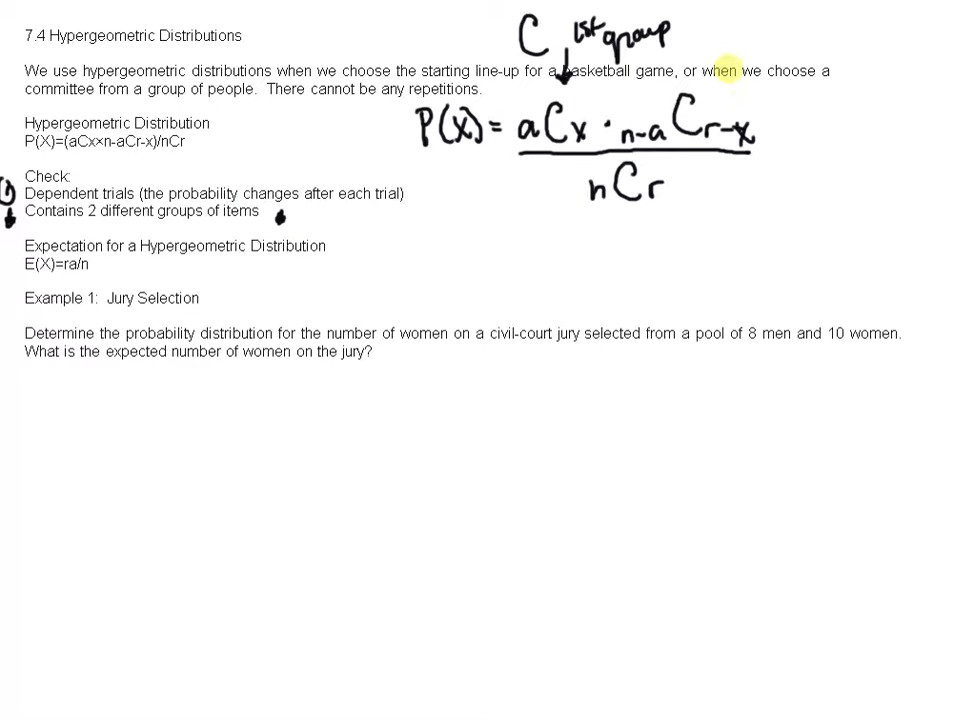 7.4 Hypergeometric Distributions
C 1st group
We use hypergeometric distributions when we choose the starting line-up for a basketball game, or when we choose a
committee from a group of people. There cannot be any repetitions.
P(X) = aCx · n-aCr-x
nCr
Hypergeometric Distribution
P(X)=(aCx×n-aCr-x)/nCr
Check:
Dependent trials (the probability changes after each trial)
Contains 2 different groups of items
Expectation for a Hypergeometric Distribution
E(X)=ra/n
Example 1: Jury Selection
Determine the probability distribution for the number of women on a civil-court jury selected from a pool of 8 men and 10 women.
What is the expected number of women on the jury?